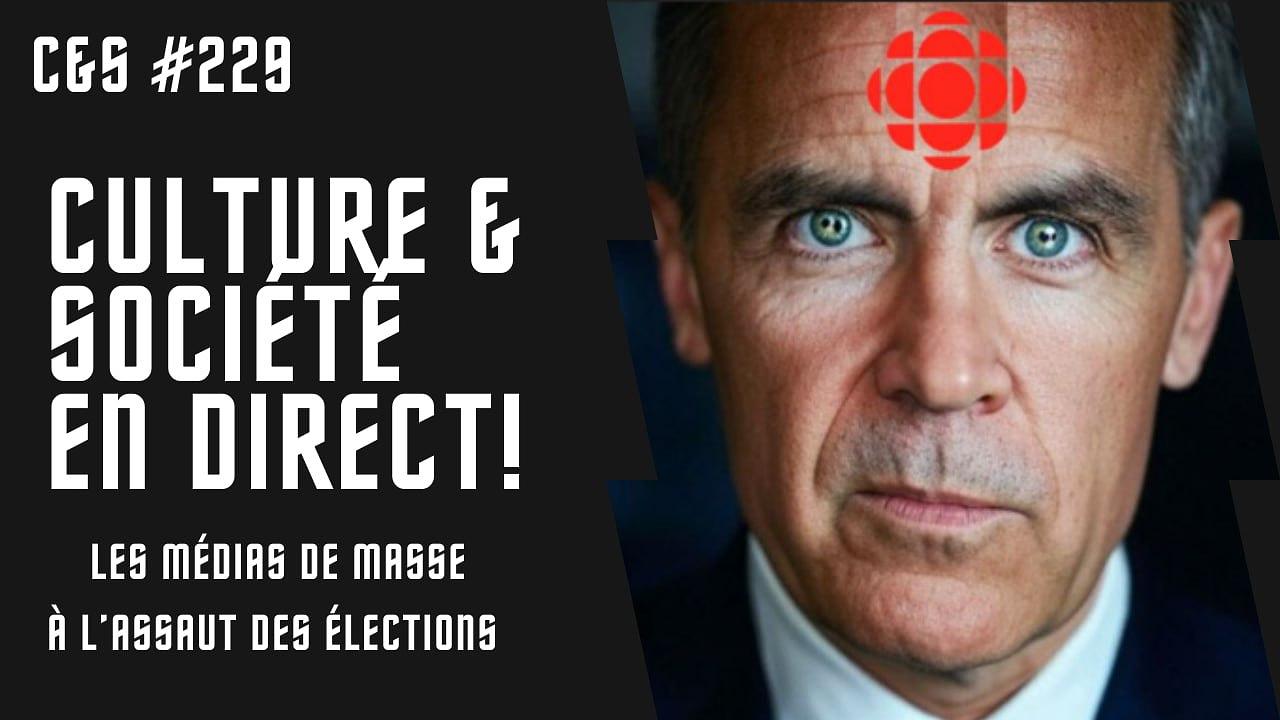 C&S #229
CULTURE &
SOCIÉTÉ
EN DIRECT!
LES MÉDIAS DE MASSE
À L'ASSAUT DES ÉLECTIONS